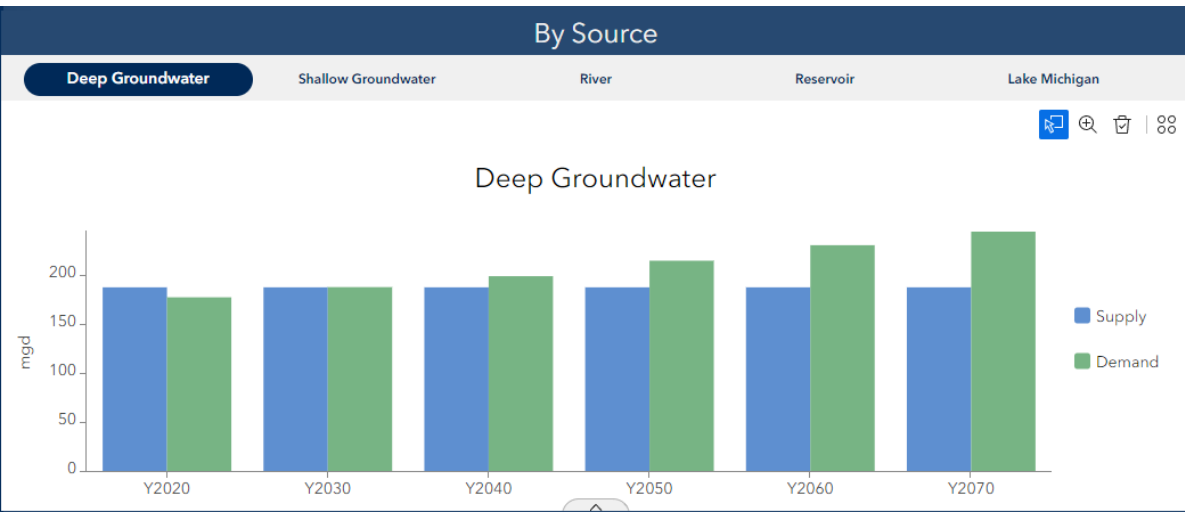 By Source
Deep Groundwater Shallow Groundwater River Reservoir Lake Michigan
Deep Groundwater
200
150
100
50
0
mgd
Y2020 Y2030 Y2040 Y2050 Y2060 Y2070
Supply
Demand